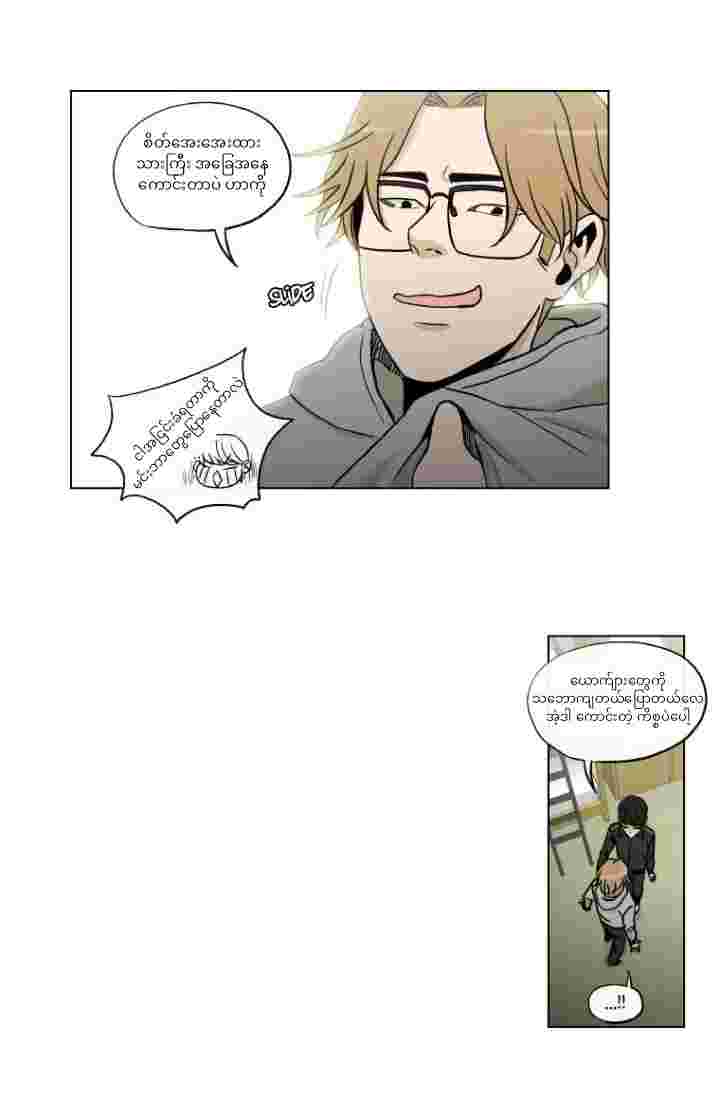 စိတ်အေးအေးထား
သားကြီး အခြေအနေ
ကောင်းတာပဲ ဟာကို
SLIDE
ငါအငြင်းခံရတာကို
မင်းဘာတွေပြောနေတာလဲ
ယောက်ျားတွေကို
သဘောကျတယ်ပြောတယ်လေ
အဲ့ဒါ ကောင်းတဲ့ ကိစ္စပဲပေါ့
...!!